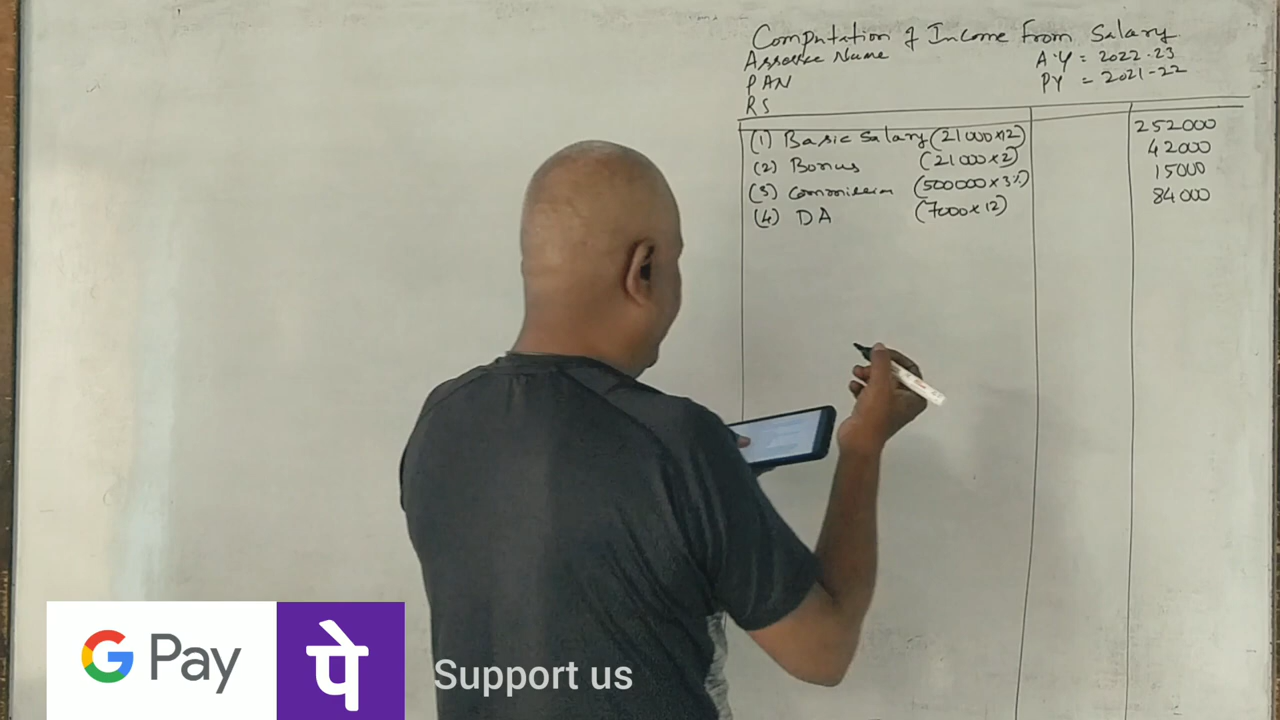 Computation of Income From Salary
Assessee Name A.Y = 2022-23
PAN PY = 2021-22
RS
(1) Basic Salary (21000×12) 252000
(2) Bonus (21000×2) 42000
(3) Commission (500000×3%) 15000
(4) DA (7000×12) 84000
G Pay पे Support us